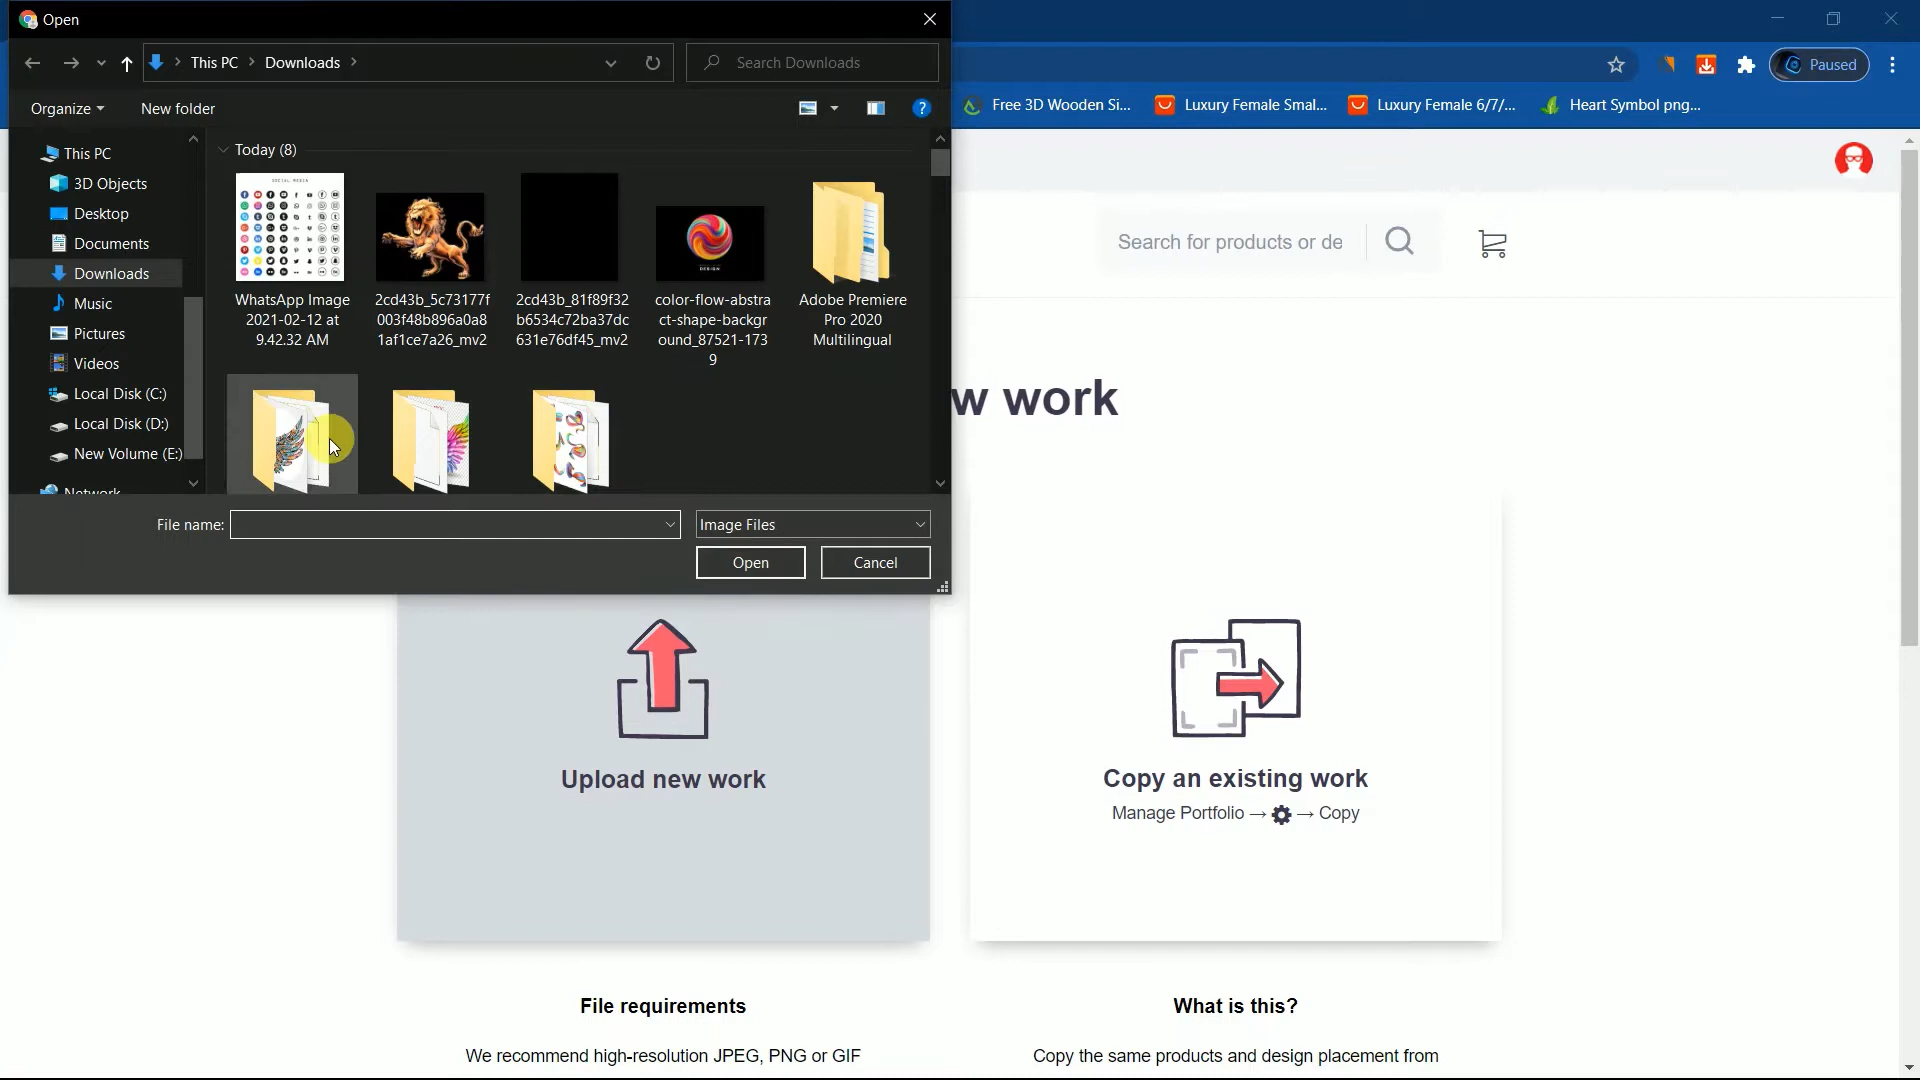 Open
This PC
Downloads
Search Downloads
Paused
Organize
New folder
Free 3D Wooden Si...
Luxury Female Smal...
Luxury Female 6/7/...
Heart Symbol png...
This PC
3D Objects
Desktop
Documents
Downloads
Music
Pictures
Videos
Local Disk (C:)
Local Disk (D:)
New Volume (E:)
Network
Today (8)
SOCIAL MEDIA
WhatsApp Image
2021-02-12 at
9.42.32 AM
2cd43b_5c73177f
003f48b896a0a8
1af1ce7a26_mv2
2cd43b_81f89f32
b6534c72ba37dc
631e76df45_mv2
DESIGN
color-flow-abstra
ct-shape-backgr
ound_87521-173
9
Adobe Premiere
Pro 2020
Multilingual
File name:
Image Files
Open
Cancel
Search for products or de
w work
Upload new work
Copy an existing work
Manage Portfolio → → Copy
File requirements
We recommend high-resolution JPEG, PNG or GIF
What is this?
Copy the same products and design placement from